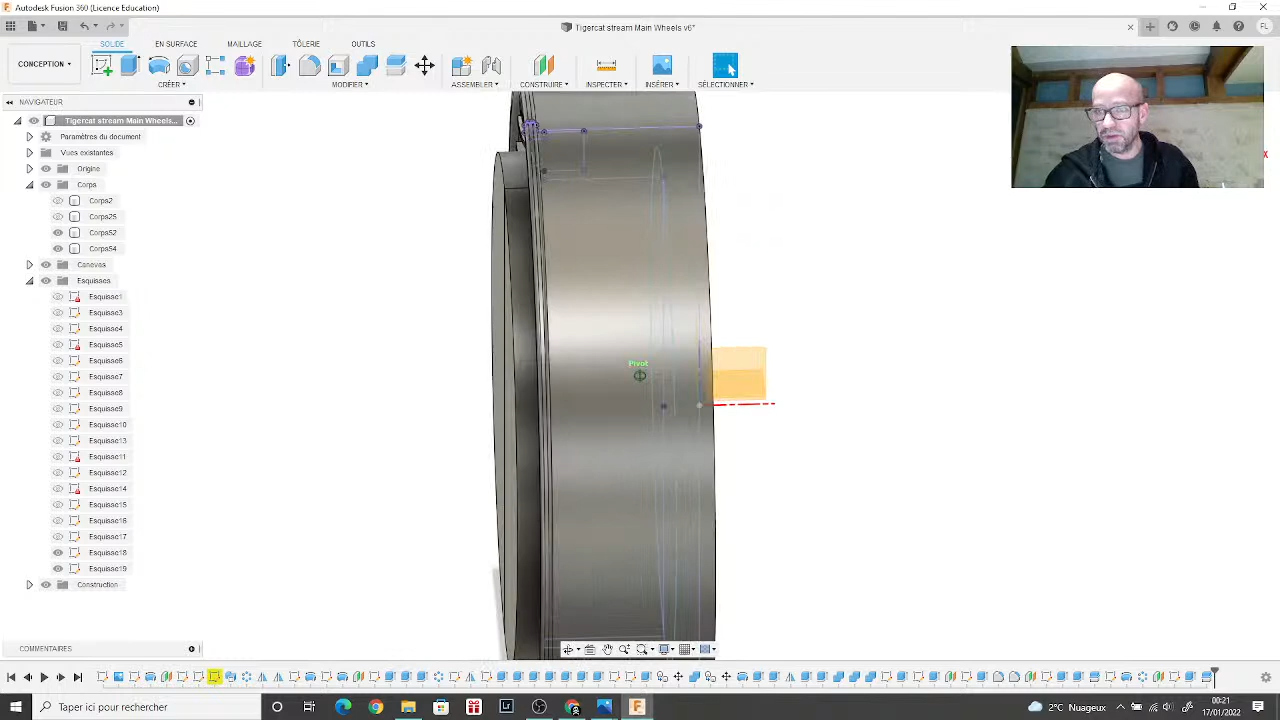 Autodesk Fusion 360 (Licence Education)
Tigercat stream Main Wheels v6*
FL
SOLIDE EN SURFACE MAILLAGE TÔLERIE OUTILS
CONCEPTION
CRÉER MODIFIER ASSEMBLER CONSTRUIRE INSPECTER INSÉRER SÉLECTIONNER
NAVIGATEUR
Tigercat stream Main Wheels...
Paramètres du document
Vues existantes
Origine
Corps
Corps2
Corps25
Corps52
Corps54
Canevas
Esquisses
Esquisse1
Esquisse3
Esquisse4
Esquisse5
Esquisse6
Esquisse7
Esquisse8
Esquisse9
Esquisse10
Esquisse13
Esquisse11
Esquisse12
Esquisse14
Esquisse15
Esquisse16
Esquisse17
Esquisse18
Esquisse19
Construction
Pivot
X
COMMENTAIRES
Taper ici pour rechercher
2°C Nuageux
00:21
17/01/2022